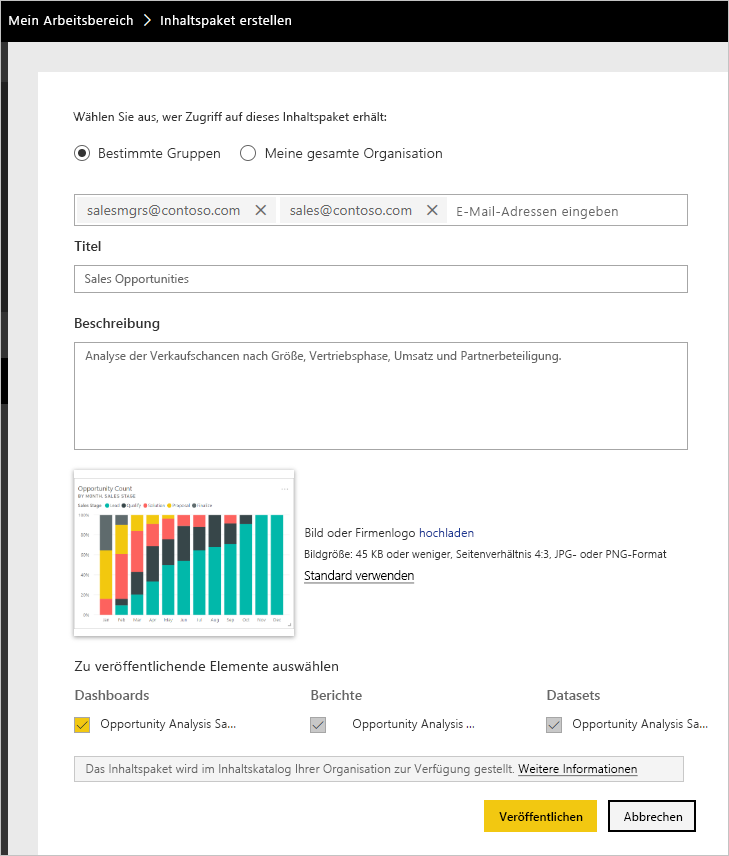 Mein Arbeitsbereich > Inhaltspaket erstellen
Wählen Sie aus, wer Zugriff auf dieses Inhaltspaket erhält:
Bestimmte Gruppen Meine gesamte Organisation
salesmgrs@contoso.com sales@contoso.com E-Mail-Adressen eingeben
Titel
Sales Opportunities
Beschreibung
Analyse der Verkaufschancen nach Größe, Vertriebsphase, Umsatz und Partnerbeteiligung.
Opportunity Count
BY MONTH, SALES STAGE
Sales Stage Lead Qualify Solution Proposal Finalize
100%
80%
60%
40%
20%
0%
Jan Feb Mar Apr May Jun Jul Aug Sep Oct Nov Dec
Bild oder Firmenlogo hochladen
Bildgröße: 45 KB oder weniger, Seitenverhältnis 4:3, JPG- oder PNG-Format
Standard verwenden
Zu veröffentlichende Elemente auswählen
Dashboards Berichte Datasets
Opportunity Analysis Sa... Opportunity Analysis ... Opportunity Analysis Sa...
Das Inhaltspaket wird im Inhaltskatalog Ihrer Organisation zur Verfügung gestellt. Weitere Informationen
Veröffentlichen Abbrechen